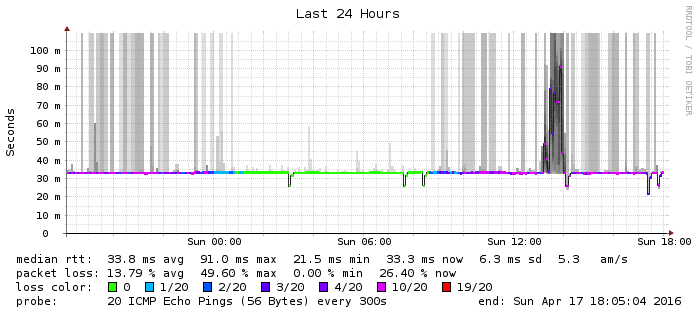 Last 24 Hours
RRDTOOL / TOBI OETIKER
Seconds
100 m
90 m
80 m
70 m
60 m
50 m
40 m
30 m
20 m
10 m
0
Sun 00:00 Sun 06:00 Sun 12:00 Sun 18:00
median rtt: 33.8 ms avg 91.0 ms max 21.5 ms min 33.3 ms now 6.3 ms sd 5.3 am/s
packet loss: 13.79 % avg 49.60 % max 0.00 % min 26.40 % now
loss color: 0 1/20 2/20 3/20 4/20 10/20 19/20
probe: 20 ICMP Echo Pings (56 Bytes) every 300s end: Sun Apr 17 18:05:04 2016